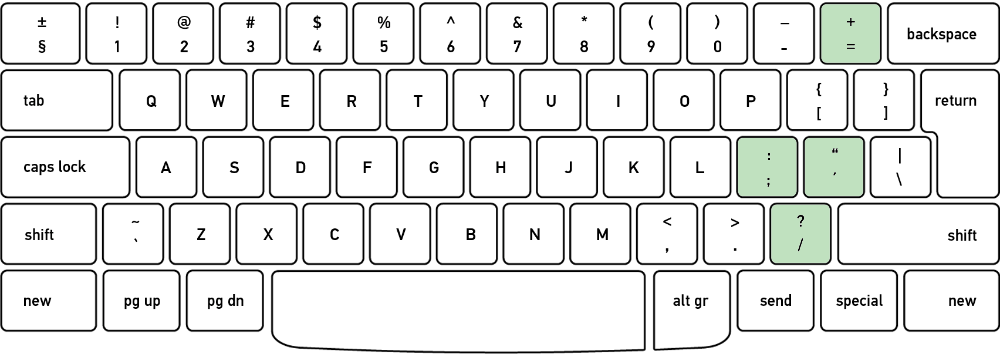 ± ! @ # $ % ^ & * ( ) – +
§ 1 2 3 4 5 6 7 8 9 0 - = backspace
tab Q W E R T Y U I O P { } return
[ ]
caps lock A S D F G H J K L : “ |
; ′ \
shift ~ Z X C V B N M < > ? shift
` , . /
new pg up pg dn alt gr send special new